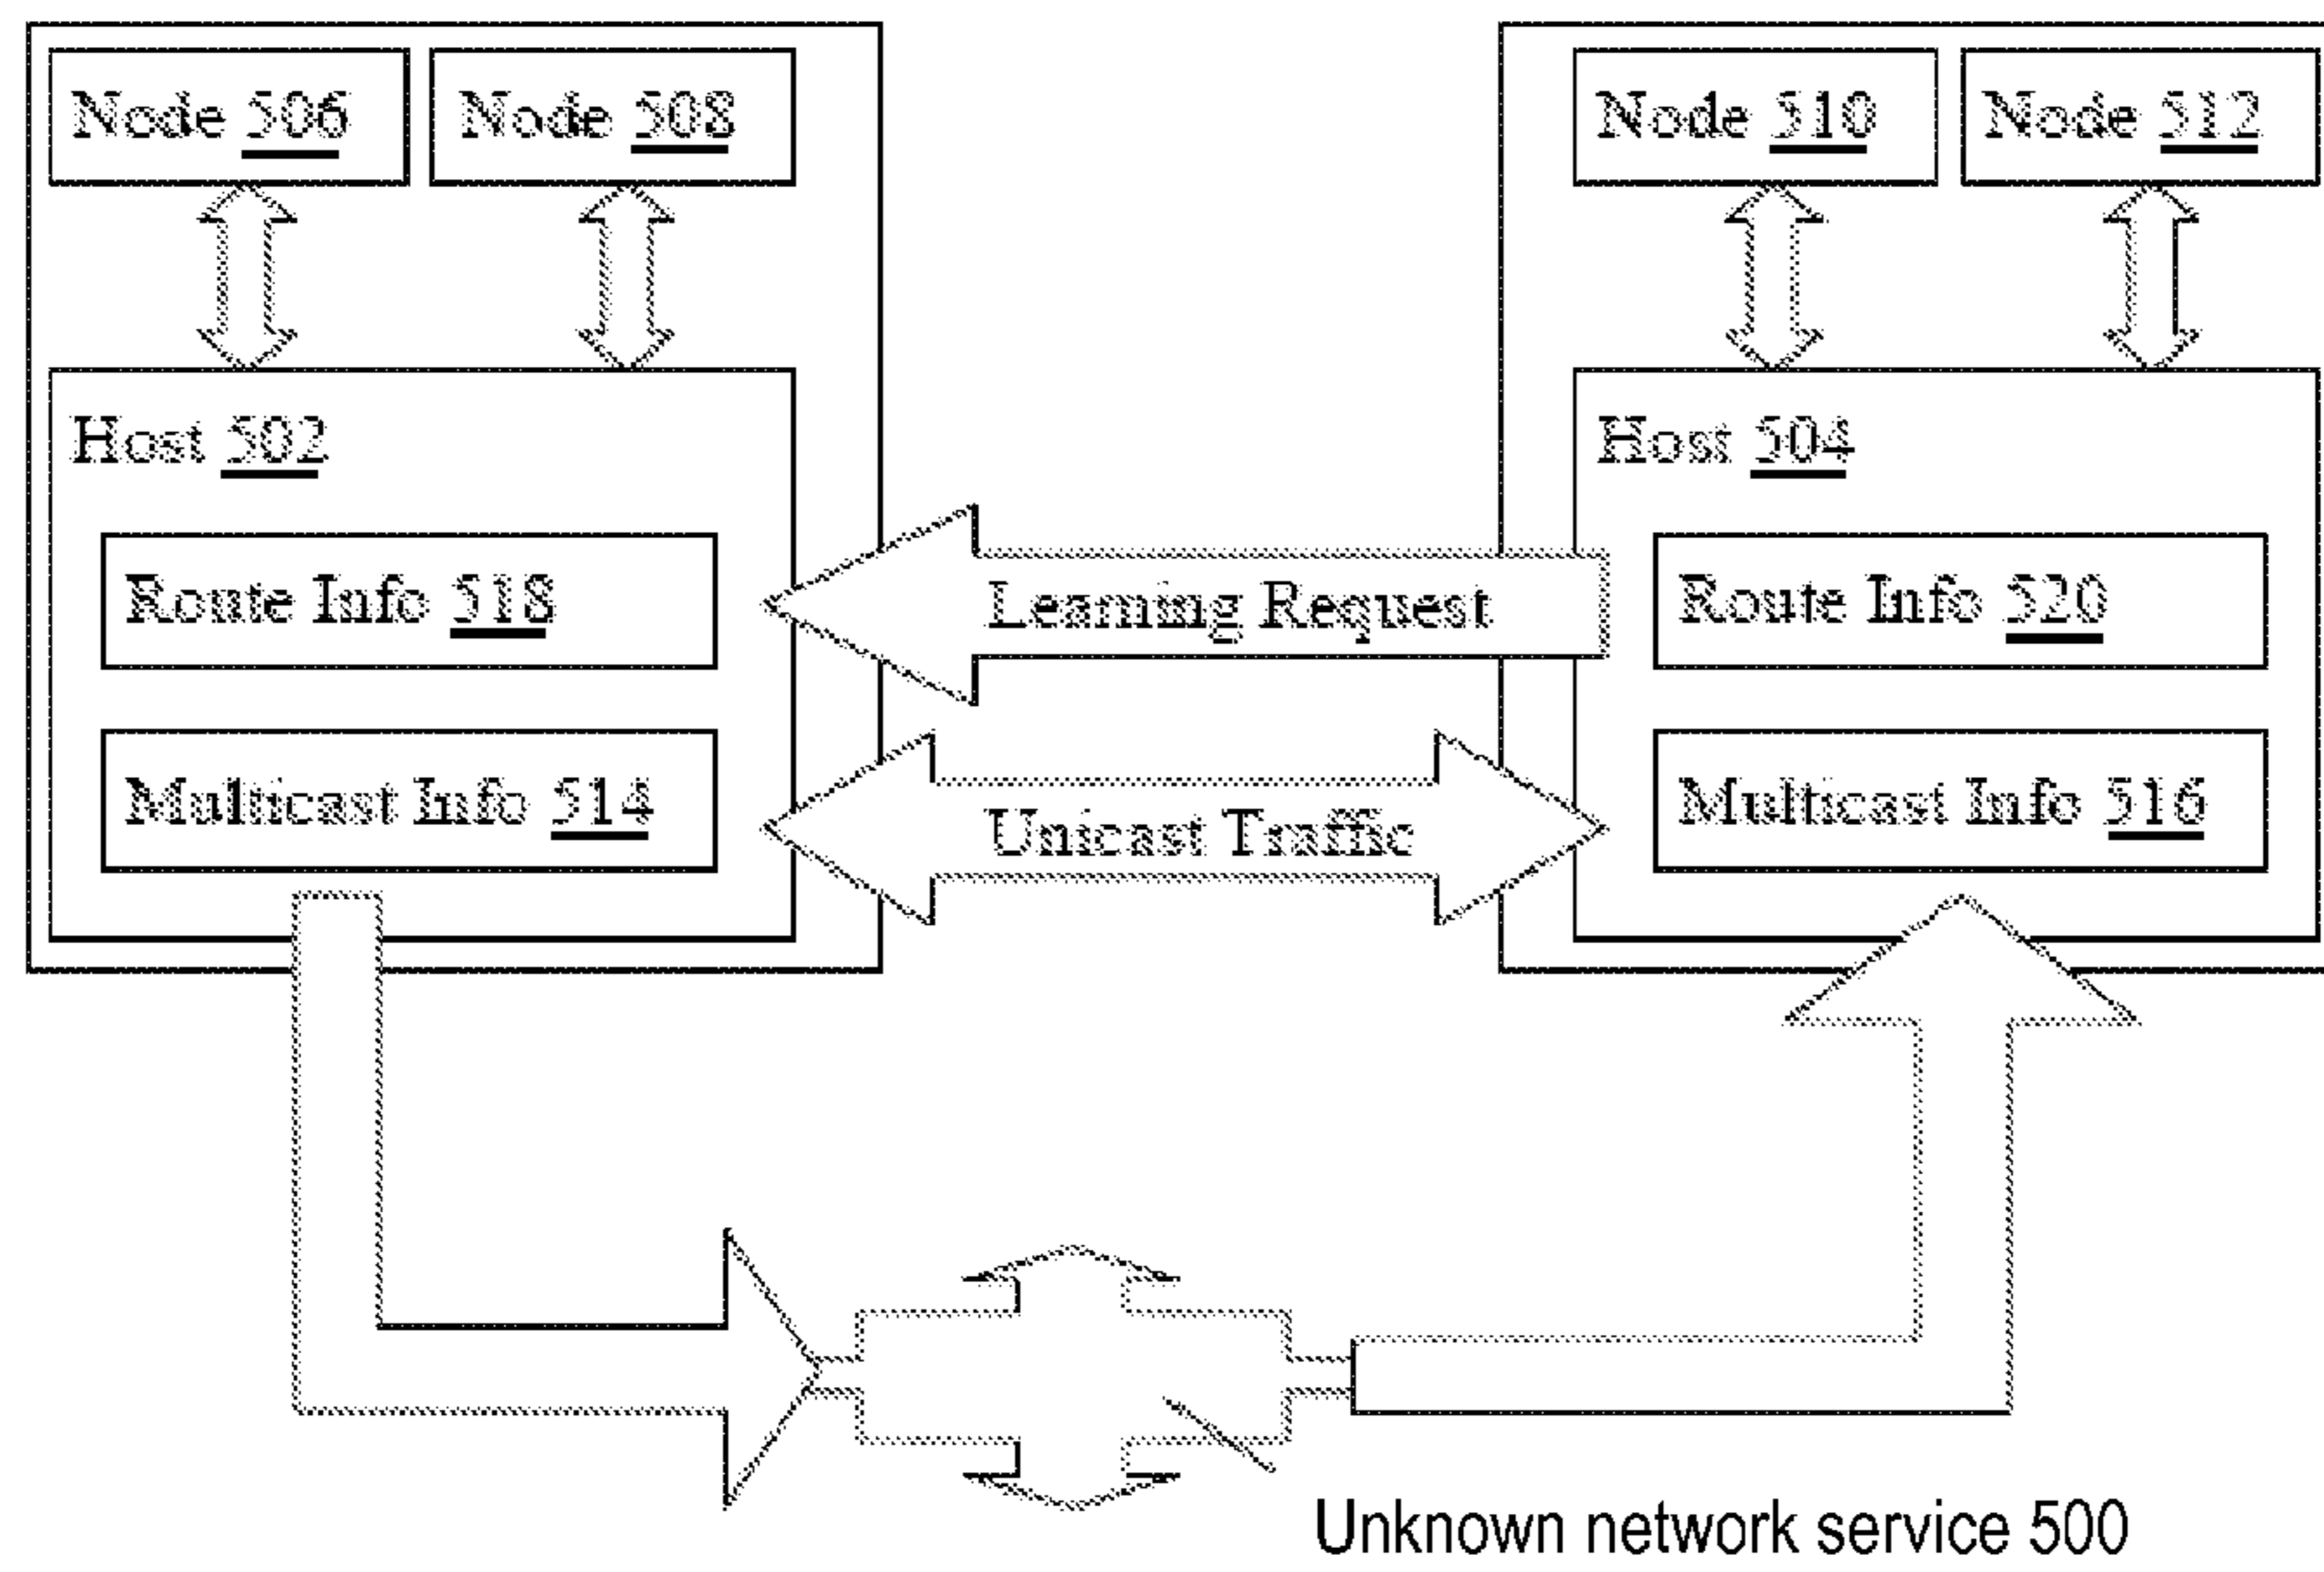 Node 506
Node 508
Node 510
Node 512
Host 502
Host 504
Route Info 518
Learning Request
Route Info 520
Multicast Info 514
Unicast Traffic
Multicast Info 516
Unknown network service 500